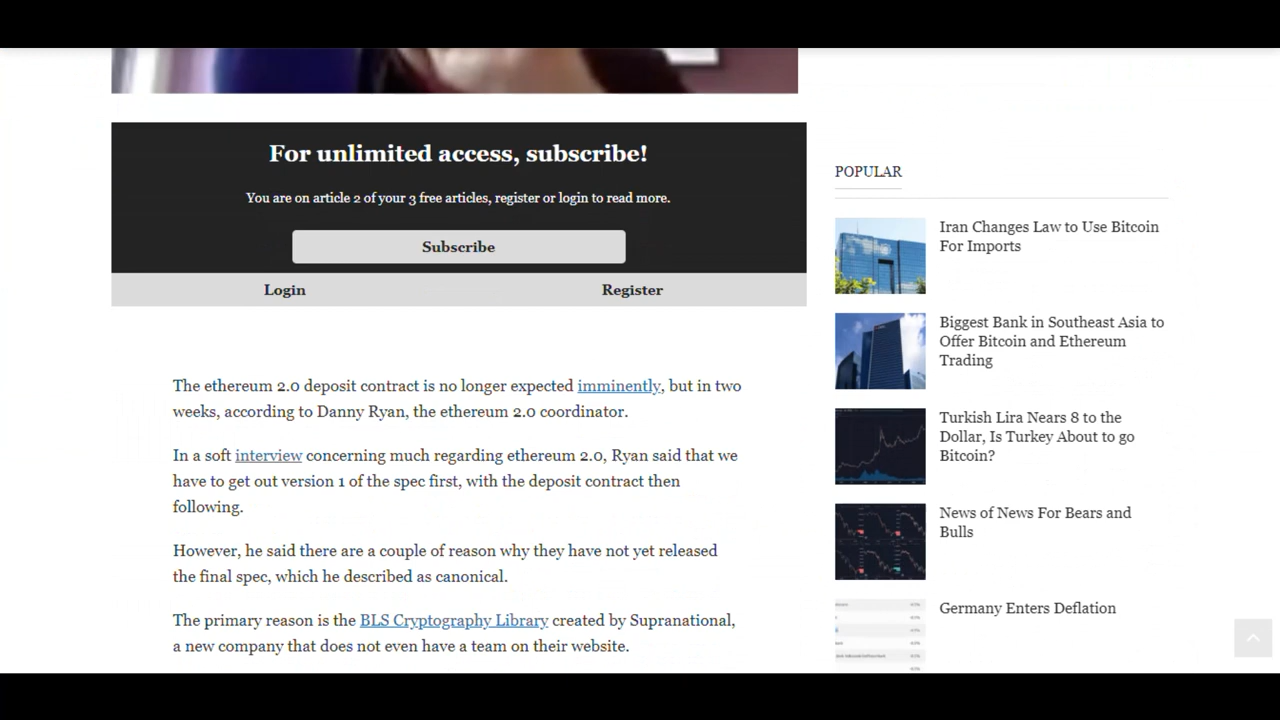 For unlimited access, subscribe!
You are on article 2 of your 3 free articles, register or login to read more.
Subscribe
Login
Register
The ethereum 2.0 deposit contract is no longer expected imminently, but in two
weeks, according to Danny Ryan, the ethereum 2.0 coordinator.
In a soft interview concerning much regarding ethereum 2.0, Ryan said that we
have to get out version 1 of the spec first, with the deposit contract then
following.
However, he said there are a couple of reason why they have not yet released
the final spec, which he described as canonical.
The primary reason is the BLS Cryptography Library created by Supranational,
a new company that does not even have a team on their website.
POPULAR
Iran Changes Law to Use Bitcoin
For Imports
Biggest Bank in Southeast Asia to
Offer Bitcoin and Ethereum
Trading
Turkish Lira Nears 8 to the
Dollar, Is Turkey About to go
Bitcoin?
News of News For Bears and
Bulls
Germany Enters Deflation